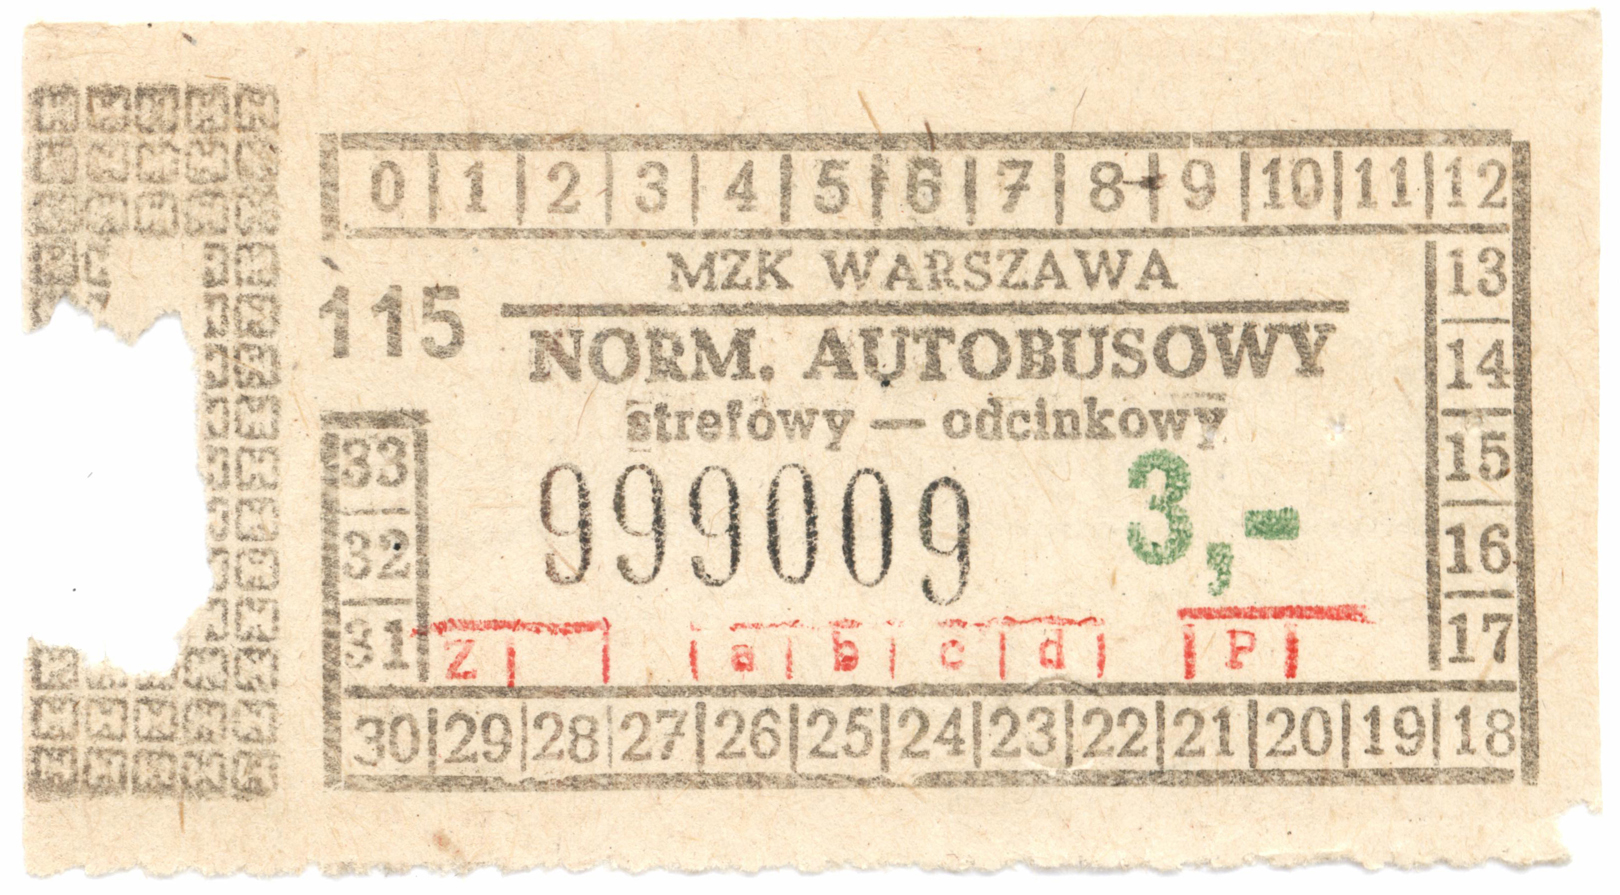 0 1 2 3 4 5 6 7 8 9 10 11 12
MZK WARSZAWA
13
115
NORM. AUTOBUSOWY
14
strefowy — odcinkowy
15
33
999009 3,-
32
16
31
Z a b c d P
17
30 29 28 27 26 25 24 23 22 21 20 19 18